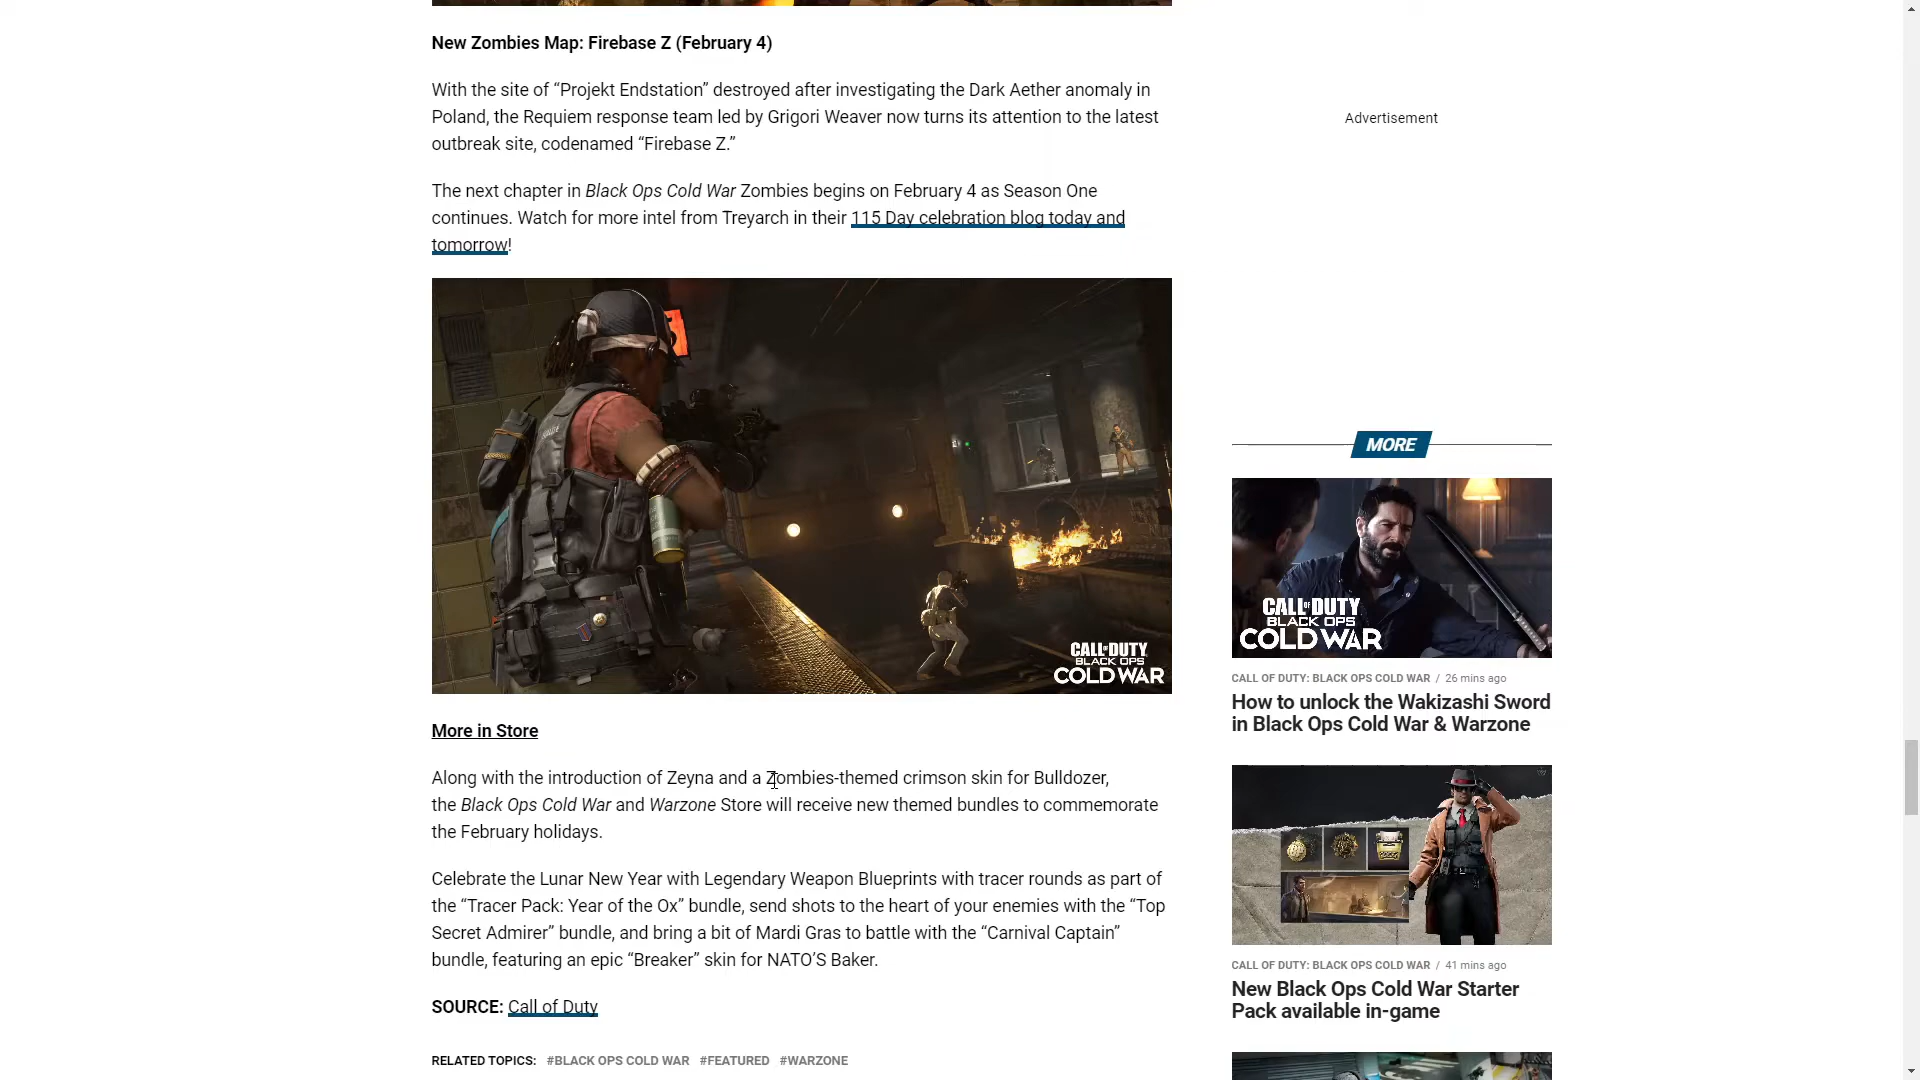 New Zombies Map: Firebase Z (February 4)
With the site of “Projekt Endstation” destroyed after investigating the Dark Aether anomaly in
Poland, the Requiem response team led by Grigori Weaver now turns its attention to the latest
outbreak site, codenamed “Firebase Z.”
The next chapter in Black Ops Cold War Zombies begins on February 4 as Season One
continues. Watch for more intel from Treyarch in their 115 Day celebration blog today and
tomorrow!
CALL OF DUTY
BLACK OPS
COLD WAR
More in Store
Along with the introduction of Zeyna and a Zombies-themed crimson skin for Bulldozer,
the Black Ops Cold War and Warzone Store will receive new themed bundles to commemorate
the February holidays.
Celebrate the Lunar New Year with Legendary Weapon Blueprints with tracer rounds as part of
the “Tracer Pack: Year of the Ox” bundle, send shots to the heart of your enemies with the “Top
Secret Admirer” bundle, and bring a bit of Mardi Gras to battle with the “Carnival Captain”
bundle, featuring an epic “Breaker” skin for NATO’S Baker.
SOURCE: Call of Duty
RELATED TOPICS: #BLACK OPS COLD WAR #FEATURED #WARZONE
Advertisement
MORE
CALL OF DUTY
BLACK OPS
COLD WAR
CALL OF DUTY: BLACK OPS COLD WAR / 26 mins ago
How to unlock the Wakizashi Sword
in Black Ops Cold War & Warzone
CALL OF DUTY: BLACK OPS COLD WAR / 41 mins ago
New Black Ops Cold War Starter
Pack available in-game